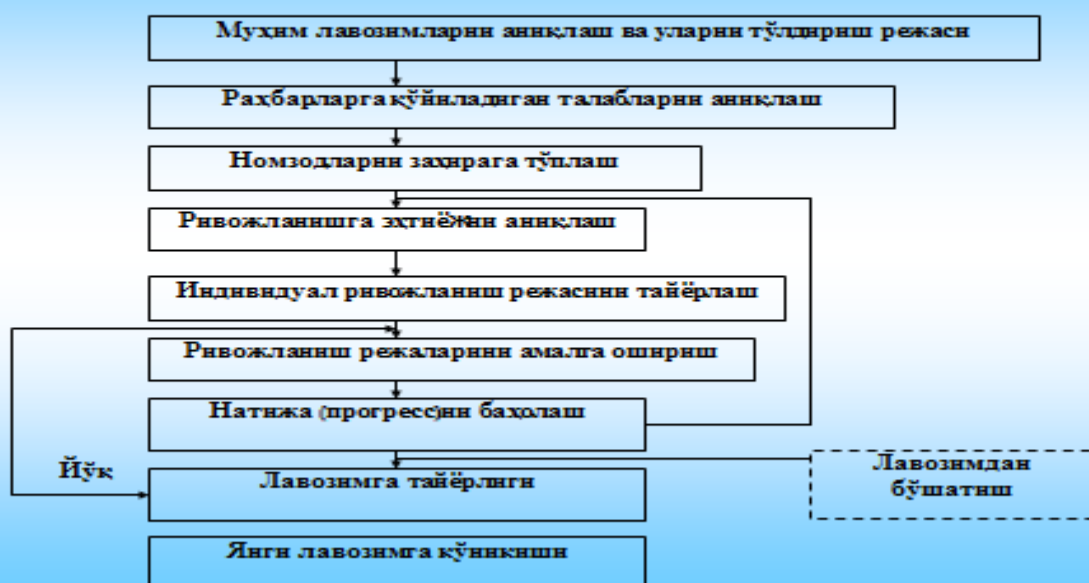 Муҳим лавозимларни аниқлаш ва уларни тўлдириш режаси
Раҳбарларга қўйиладиган талабларни аниқлаш
Номзодларни заҳирага тўплаш
Ривожланишга эҳтиёжни аниқлаш
Индивидуал ривожланиш режасини тайёрлаш
Ривожланиш режаларини амалга ошириш
Натижа (прогресс)ни баҳолаш
Йўқ
Лавозимга тайёрлиги
Лавозимдан
бўшатиш
Янги лавозимга кўникиши